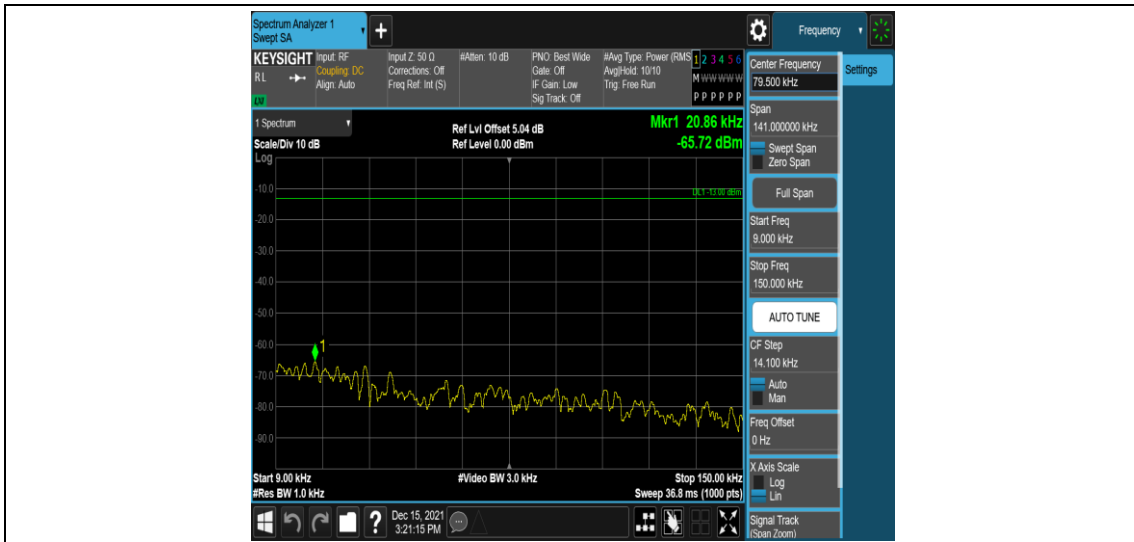 Spectrum Analyzer 1
Swept SA
+
Frequency
KEYSIGHT
RL
LXI
Input: RF
Coupling: DC
Align: Auto
Input Z: 50 Ω
Corrections: Off
Freq Ref: Int (S)
#Atten: 10 dB
PNO: Best Wide
Gate: Off
IF Gain: Low
Sig Track: Off
#Avg Type: Power (RMS
Avg|Hold: 10/10
Trig: Free Run
1 2 3 4 5 6
M W W W W W
P P P P P P
1 Spectrum
Scale/Div 10 dB
Log
Ref Lvl Offset 5.04 dB
Ref Level 0.00 dBm
Mkr1 20.86 kHz
-65.72 dBm
DL1 -13.00 dBm
-10.0
-20.0
-30.0
-40.0
-50.0
-60.0
-70.0
-80.0
-90.0
1
Start 9.00 kHz
#Res BW 1.0 kHz
#Video BW 3.0 kHz
Stop 150.00 kHz
Sweep 36.8 ms (1000 pts)
?
Dec 15, 2021
3:21:15 PM
Center Frequency
79.500 kHz
Settings
Span
141.000000 kHz
Swept Span
Zero Span
Full Span
Start Freq
9.000 kHz
Stop Freq
150.000 kHz
AUTO TUNE
CF Step
14.100 kHz
Auto
Man
Freq Offset
0 Hz
X Axis Scale
Log
Lin
Signal Track
(Span Zoom)